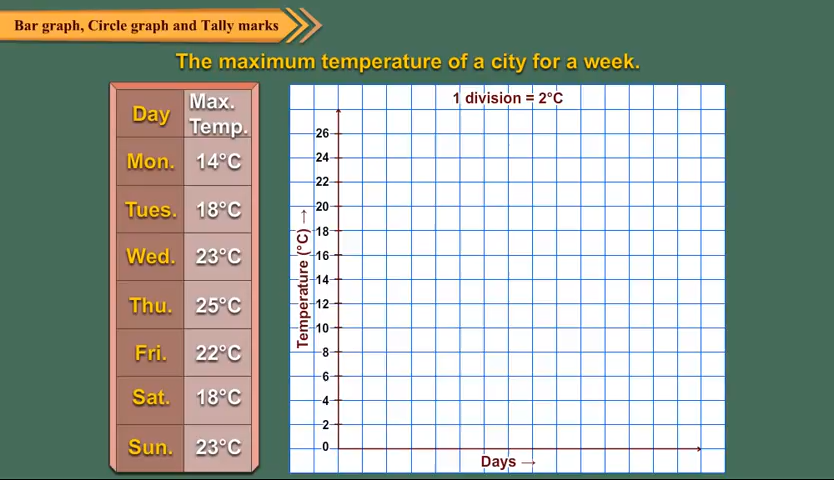 Bar graph, Circle graph and Tally marks
The maximum temperature of a city for a week.
Day Max. Temp.
Mon. 14°C
Tues. 18°C
Wed. 23°C
Thu. 25°C
Fri. 22°C
Sat. 18°C
Sun. 23°C
1 division = 2°C
26
24
22
20
18
16
14
12
10
8
6
4
2
0
Temperature (°C) →
Days →